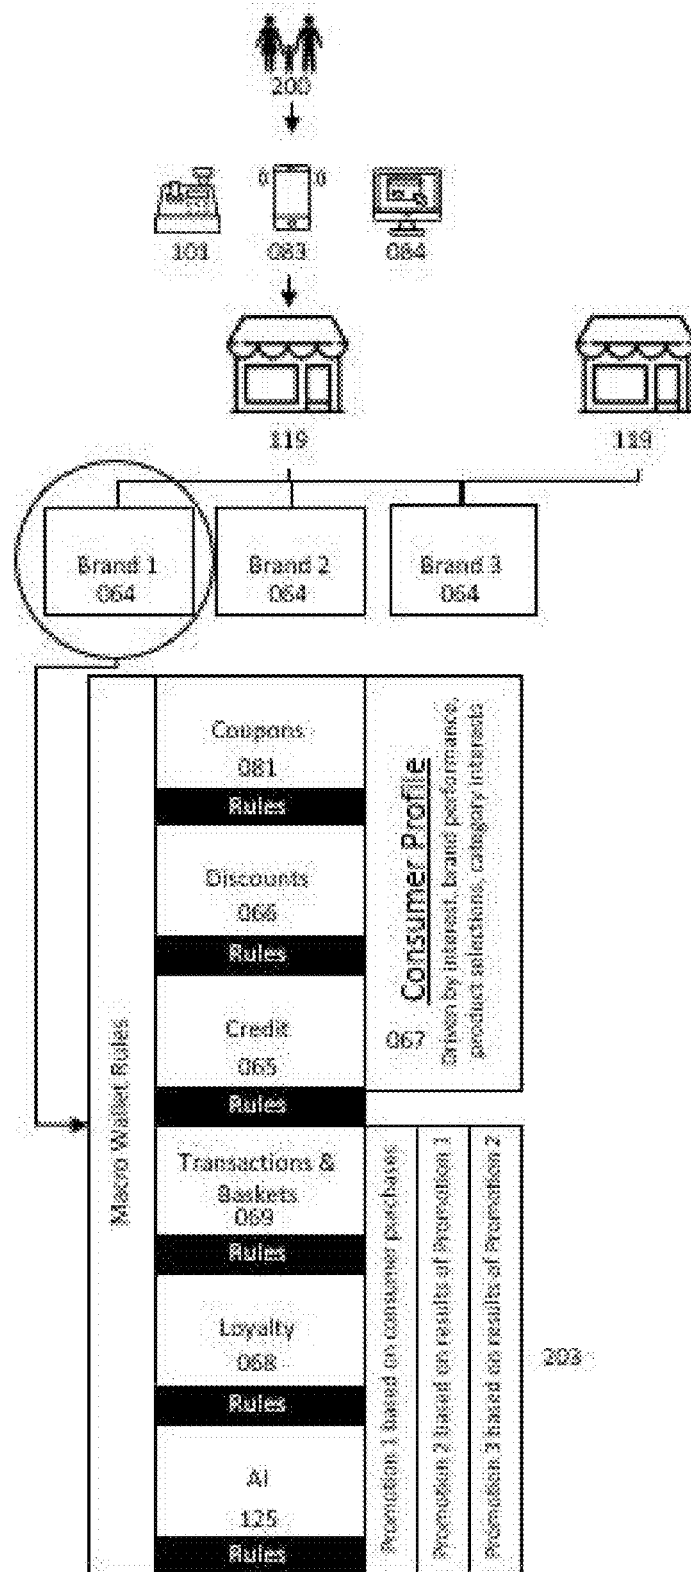 200
0
0
101
083
084
119
119
Brand 1
064
Brand 2
064
Brand 3
064
Macro Wallet Rules
Coupons
081
Rules
Discounts
066
Rules
Credit
065
Rules
Transactions &
Baskets
069
Rules
Loyalty
068
Rules
AI
125
Rules
067
Consumer Profile
Driven by interest, brand performance,
product selections, category interests
Promotion 1 based on consumer purchases
Promotion 2 based on results of Promotion 1
Promotion 3 based on results of Promotion 2
203